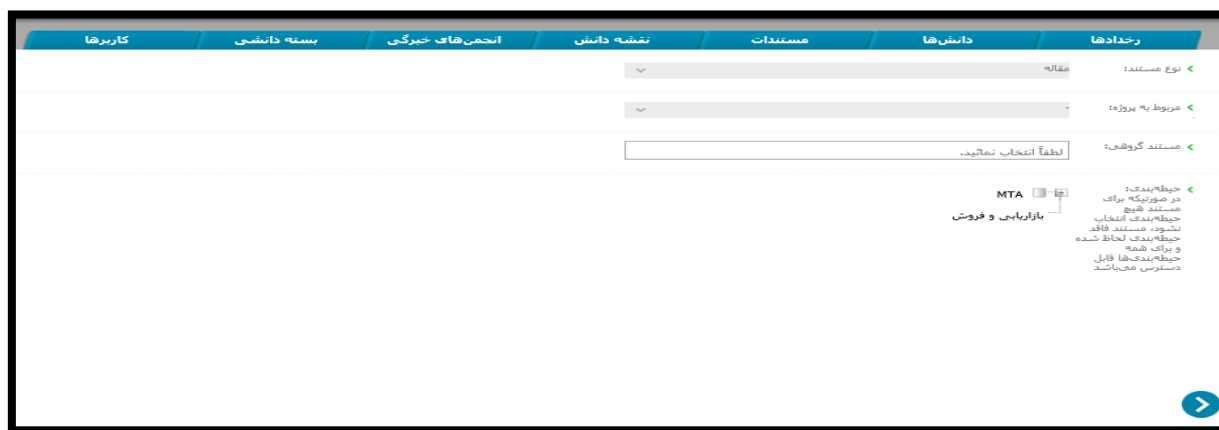 رخدادها
دانش‌ها
مستندات
نقشه دانش
انجمن‌های خبرگی
بسته دانشی
کاربرها
نوع مستند:
مقاله
مربوط به پروژه:
-
مستند گروهی:
لطفاً انتخاب نمائید.
حیطه‌بندی:
در صورتیکه برای
مستند هیچ
حیطه‌بندی انتخاب
نشود، مستند فاقد
حیطه‌بندی لحاظ شده
و برای همه
حیطه‌بندی‌ها قابل
دسترس می‌باشد
MTA
بازاریابی و فروش